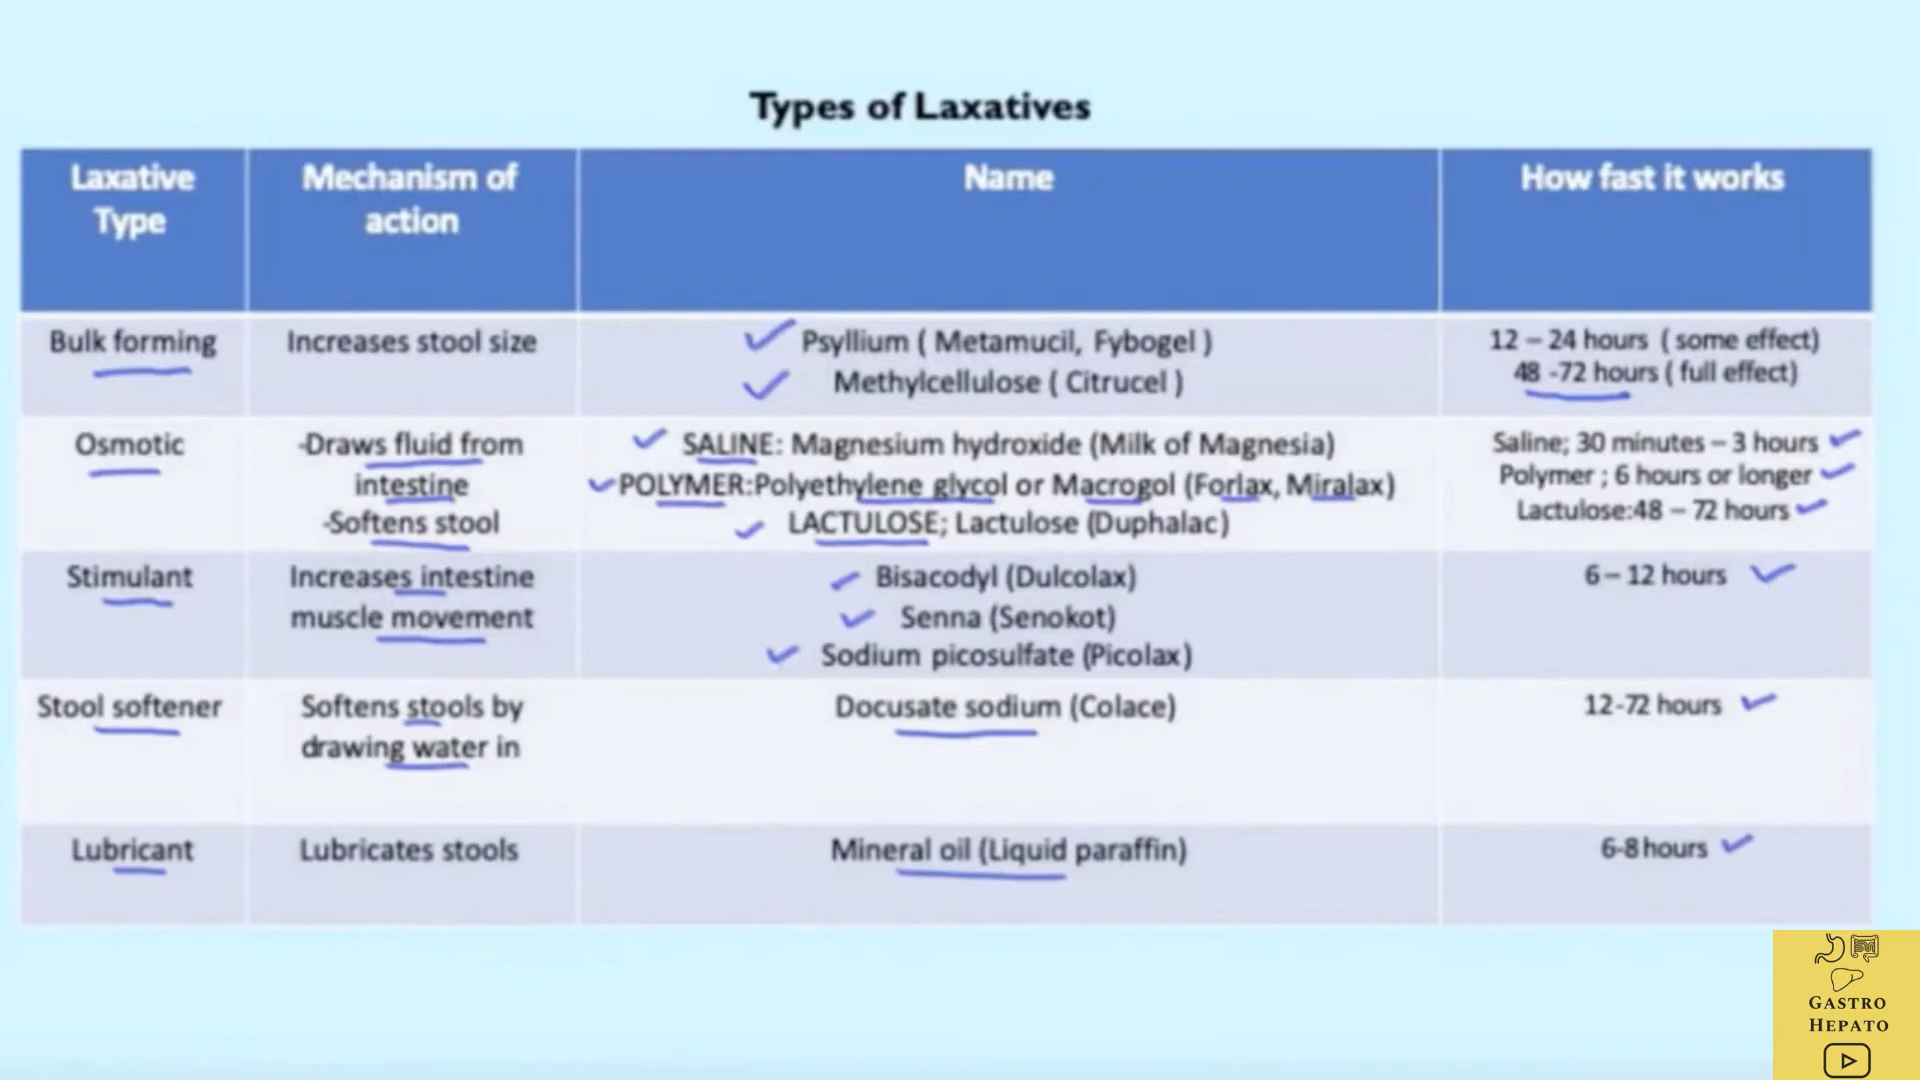 Types of Laxatives
Laxative Type
Mechanism of action
Name
How fast it works
Bulk forming
Increases stool size
Psyllium ( Metamucil, Fybogel )
Methylcellulose ( Citrucel )
12 – 24 hours ( some effect)
48 -72 hours ( full effect)
Osmotic
-Draws fluid from
intestine
-Softens stool
SALINE: Magnesium hydroxide (Milk of Magnesia)
POLYMER:Polyethylene glycol or Macrogol (Forlax, Miralax)
LACTULOSE; Lactulose (Duphalac)
Saline; 30 minutes – 3 hours
Polymer ; 6 hours or longer
Lactulose:48 – 72 hours
Stimulant
Increases intestine
muscle movement
Bisacodyl (Dulcolax)
Senna (Senokot)
Sodium picosulfate (Picolax)
6 – 12 hours
Stool softener
Softens stools by
drawing water in
Docusate sodium (Colace)
12-72 hours
Lubricant
Lubricates stools
Mineral oil (Liquid paraffin)
6-8 hours
GASTRO
HEPATO